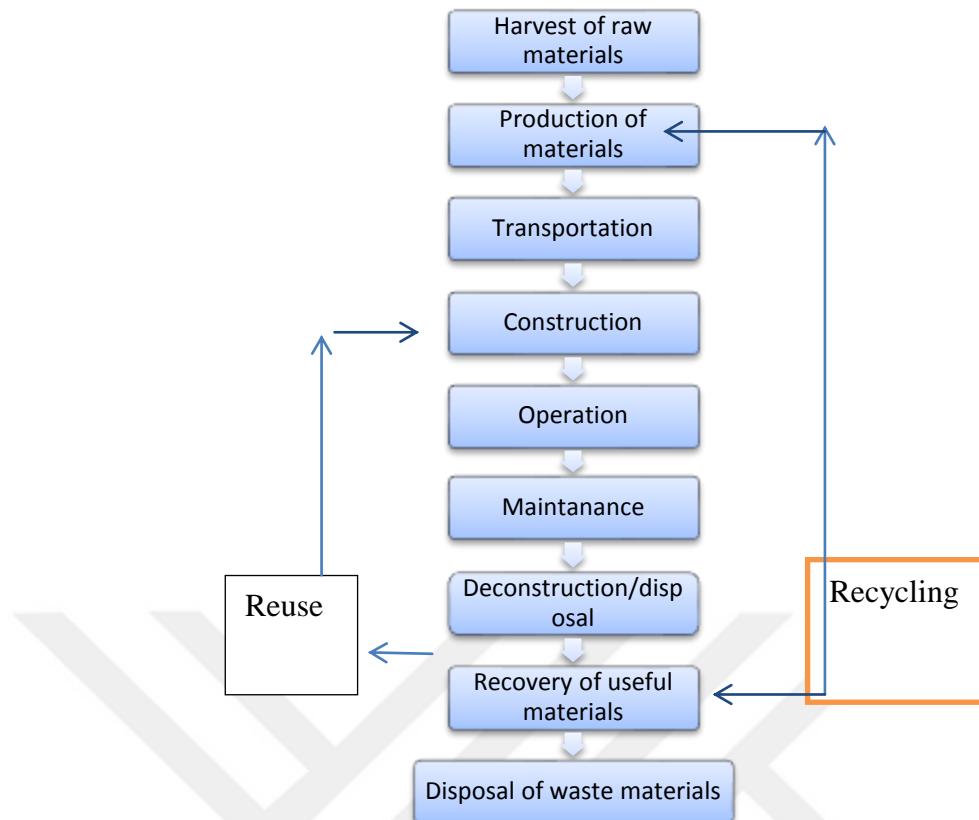 Harvest of raw
materials
Production of
materials
Transportation
Construction
Operation
Maintanance
Deconstruction/disp
osal
Reuse
Recycling
Recovery of useful
materials
Disposal of waste materials